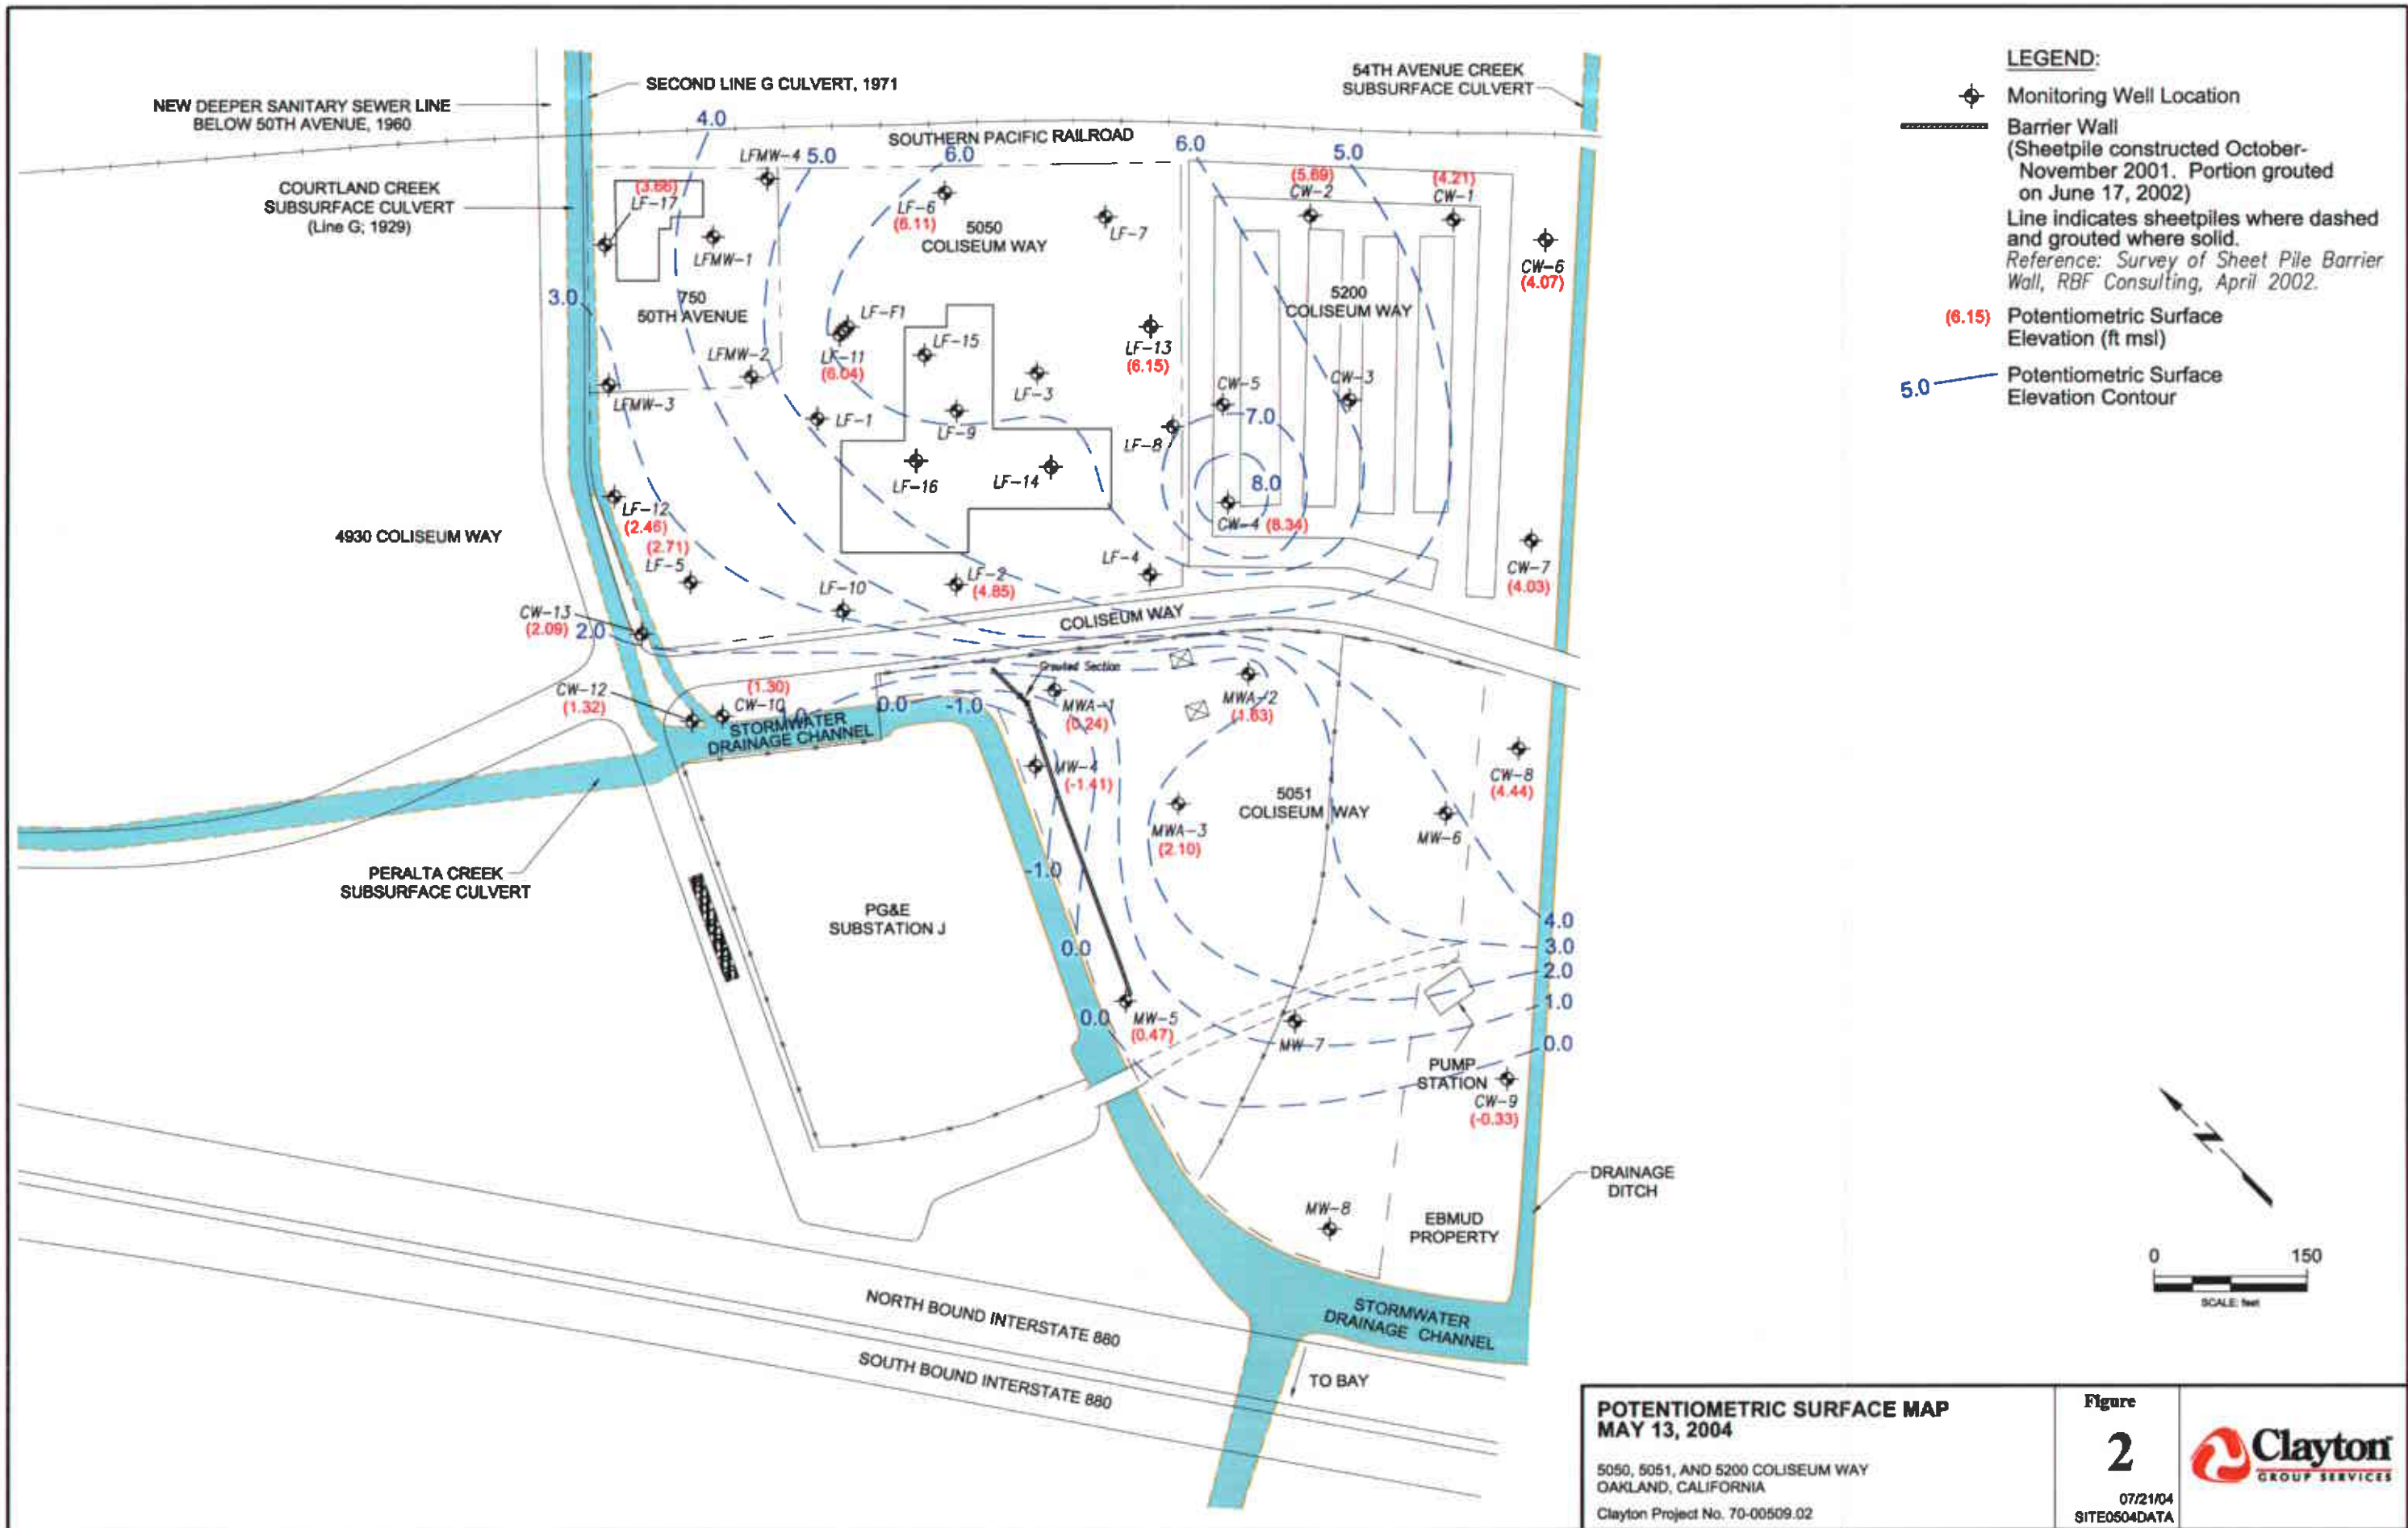 SECOND LINE G CULVERT, 1971
NEW DEEPER SANITARY SEWER LINE
BELOW 50TH AVENUE, 1960
54TH AVENUE CREEK
SUBSURFACE CULVERT
COURTLAND CREEK
SUBSURFACE CULVERT
(Line G; 1929)
SOUTHERN PACIFIC RAILROAD
4.0
5.0
6.0
6.0
5.0
LFMW-4
(3.66)
LF-17
LFMW-1
LF-6
(6.11)
5050
COLISEUM WAY
LF-7
(5.69)
CW-2
(4.21)
CW-1
CW-6
(4.07)
3.0
750
50TH AVENUE
LF-F1
LF-11
(6.04)
LF-15
LFMW-2
LFMW-3
LF-1
LF-9
LF-3
LF-13
(6.15)
5200
COLISEUM WAY
CW-5
CW-3
7.0
LF-8
LF-16
LF-14
8.0
CW-4 (8.34)
LF-12
(2.46)
(2.71)
LF-5
4930 COLISEUM WAY
LF-4
CW-7
(4.03)
LF-10
LF-2
(4.85)
CW-13
(2.09)
2.0
COLISEUM WAY
Grouted Section
CW-12
(1.32)
(1.30)
CW-10
STORMWATER
DRAINAGE CHANNEL
0.0
-1.0
MWA-1
(0.24)
MWA-2
(1.63)
MW-4
(-1.41)
CW-8
(4.44)
5051
COLISEUM WAY
MWA-3
(2.10)
MW-6
PERALTA CREEK
SUBSURFACE CULVERT
-1.0
PG&E
SUBSTATION J
0.0
4.0
3.0
2.0
1.0
0.0
0.0
MW-5
(0.47)
MW-7
PUMP
STATION
CW-9
(-0.33)
DRAINAGE
DITCH
MW-8
EBMUD
PROPERTY
NORTH BOUND INTERSTATE 880
SOUTH BOUND INTERSTATE 880
STORMWATER
DRAINAGE CHANNEL
TO BAY
LEGEND:
Monitoring Well Location
Barrier Wall
(Sheetpile constructed October-
November 2001. Portion grouted
on June 17, 2002)
Line indicates sheetpiles where dashed
and grouted where solid.
Reference: Survey of Sheet Pile Barrier
Wall, RBF Consulting, April 2002.
(6.15) Potentiometric Surface
Elevation (ft msl)
5.0 Potentiometric Surface
Elevation Contour
Z
0 150
SCALE: feet
POTENTIOMETRIC SURFACE MAP
MAY 13, 2004
5050, 5051, AND 5200 COLISEUM WAY
OAKLAND, CALIFORNIA
Clayton Project No. 70-00509.02
Figure
2
07/21/04
SITE0504DATA
Clayton
GROUP SERVICES